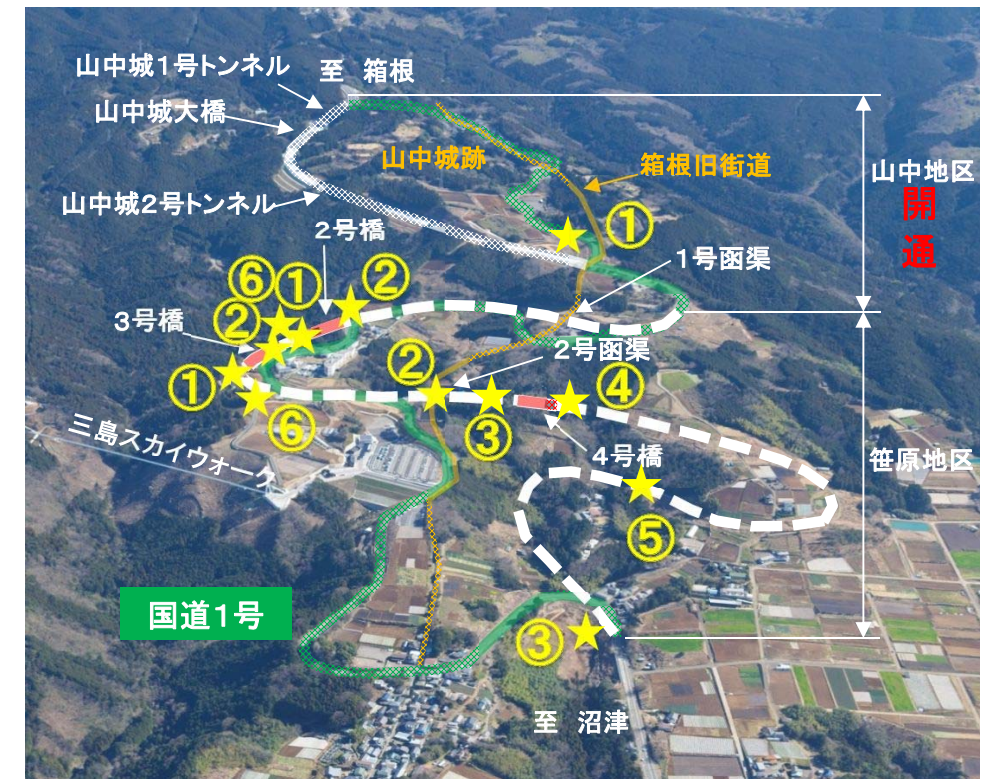 山中城1号トンネル
至　箱根
山中城大橋
山中城跡
箱根旧街道
山中地区
開
通
山中城2号トンネル
①
2号橋
1号函渠
⑥
①
②
②
3号橋
2号函渠
②
④
①
⑥
③
4号橋
三島スカイウォーク
笹原地区
⑤
国道1号
③
至　沼津